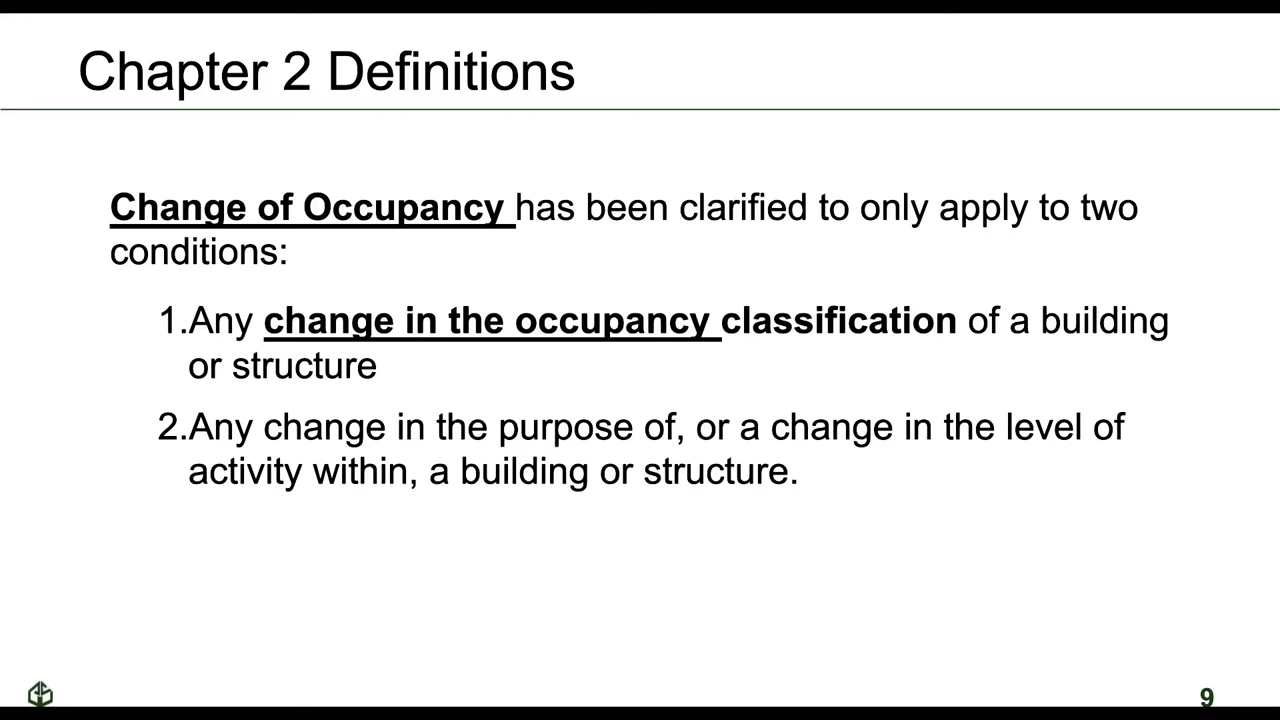 Chapter 2 Definitions
Change of Occupancy has been clarified to only apply to two
conditions:
1.Any change in the occupancy classification of a building
or structure
2.Any change in the purpose of, or a change in the level of
activity within, a building or structure.
9